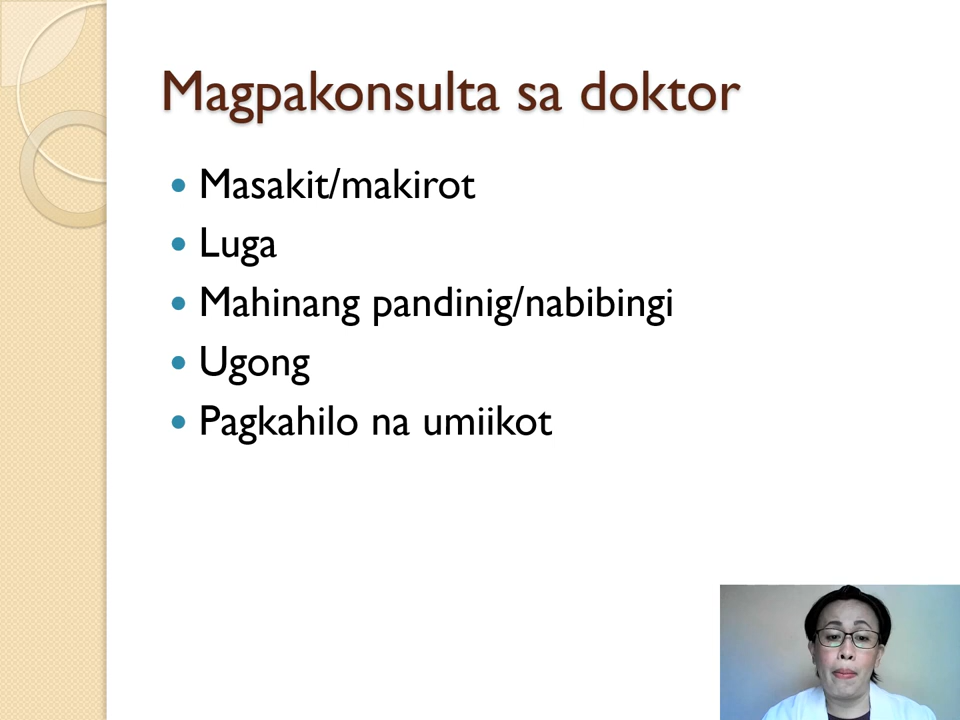 Magpakonsulta sa doktor
Masakit/makirot
Luga
Mahinang pandinig/nabibingi
Ugong
Pagkahilo na umiikot